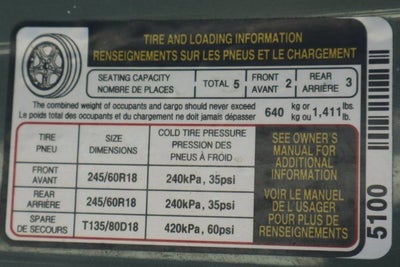 TIRE AND LOADING INFORMATION
RENSEIGNEMENTS SUR LES PNEUS ET LE CHARGEMENT
SEATING CAPACITY
NOMBRE DE PLACES
TOTAL 5
FRONT
AVANT 2
REAR
ARRIÈRE 3
The combined weight of occupants and cargo should never exceed
Le poids total des occupants et du chargement ne doit jamais dépasser
640 kg or kg ou 1,411 lbs. lb.
TIRE
PNEU
SIZE
DIMENSIONS
COLD TIRE PRESSURE
PRESSION DES
PNEUS À FROID
SEE OWNER'S
MANUAL FOR
ADDITIONAL
INFORMATION
VOIR LE MANUEL
DE L'USAGER
POUR PLUS DE
RENSEIGNEMENTS
FRONT
AVANT
245/60R18
240kPa, 35psi
REAR
ARRIÈRE
245/60R18
240kPa, 35psi
SPARE
DE SECOURS
T135/80D18
420kPa, 60psi
5100